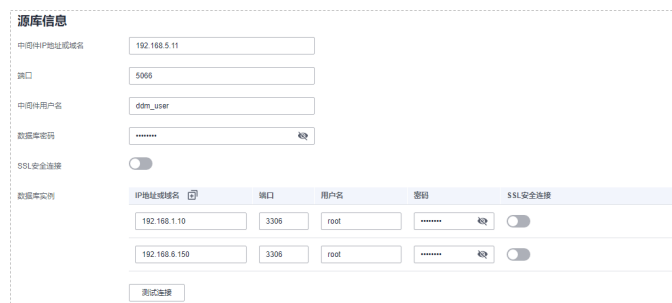 源库信息
中间件IP地址或域名 192.168.5.11
端口 5066
中间件用户名 ddm_user
数据库密码 ••••••••
SSL安全连接
数据库实例 IP地址或域名 端口 用户名 密码 SSL安全连接
192.168.1.10 3306 root ••••••••
192.168.6.150 3306 root ••••••••
测试连接